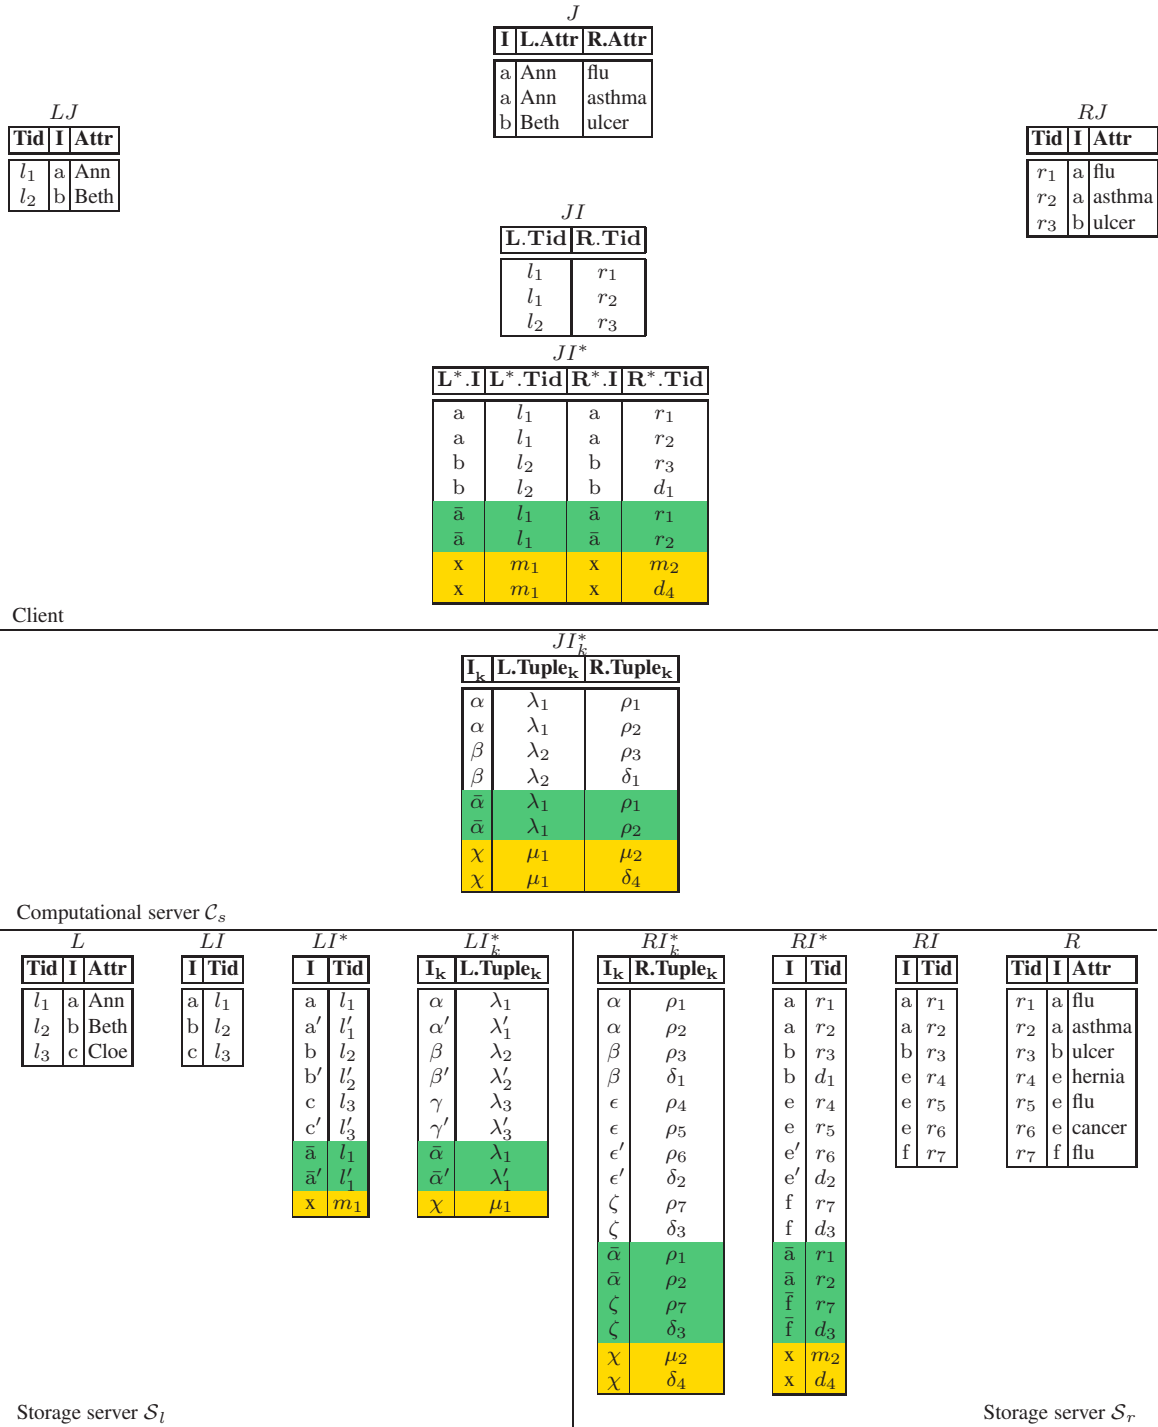 J
I L.Attr R.Attr
a Ann flu
a Ann asthma
b Beth ulcer
LJ
Tid I Attr
l₁ a Ann
l₂ b Beth
RJ
Tid I Attr
r₁ a flu
r₂ a asthma
r₃ b ulcer
JI
L.Tid R.Tid
l₁ r₁
l₁ r₂
l₂ r₃
JI*
L*.I L*.Tid R*.I R*.Tid
a l₁ a r₁
a l₁ a r₂
b l₂ b r₃
b l₂ b d₁
ā l₁ ā r₁
ā l₁ ā r₂
x m₁ x m₂
x m₁ x d₄
Client
JI*ₖ
Iₖ L.Tupleₖ R.Tupleₖ
α λ₁ ρ₁
α λ₁ ρ₂
β λ₂ ρ₃
β λ₂ δ₁
ᾱ λ₁ ρ₁
ᾱ λ₁ ρ₂
χ μ₁ μ₂
χ μ₁ δ₄
Computational server 𝒞ₛ
L
Tid I Attr
l₁ a Ann
l₂ b Beth
l₃ c Cloe
LI
I Tid
a l₁
b l₂
c l₃
LI*
I Tid
a l₁
a′ l′₁
b l₂
b′ l′₂
c l₃
c′ l′₃
ā l₁
ā′ l′₁
x m₁
LI*ₖ
Iₖ L.Tupleₖ
α λ₁
α′ λ′₁
β λ₂
β′ λ′₂
γ λ₃
γ′ λ′₃
ᾱ λ₁
ᾱ′ λ′₁
χ μ₁
Storage server 𝒮ₗ
RI*ₖ
Iₖ R.Tupleₖ
α ρ₁
α ρ₂
β ρ₃
β δ₁
ϵ ρ₄
ϵ ρ₅
ϵ′ ρ₆
ϵ′ δ₂
ζ ρ₇
ζ δ₃
ᾱ ρ₁
ᾱ ρ₂
ζ ρ₇
ζ δ₃
χ μ₂
χ δ₄
RI*
I Tid
a r₁
a r₂
b r₃
b d₁
e r₄
e r₅
e′ r₆
e′ d₂
f r₇
f d₃
ā r₁
ā r₂
f̄ r₇
f̄ d₃
x m₂
x d₄
RI
I Tid
a r₁
a r₂
b r₃
e r₄
e r₅
e r₆
f r₇
R
Tid I Attr
r₁ a flu
r₂ a asthma
r₃ b ulcer
r₄ e hernia
r₅ e flu
r₆ e cancer
r₇ f flu
Storage server 𝒮ᵣ